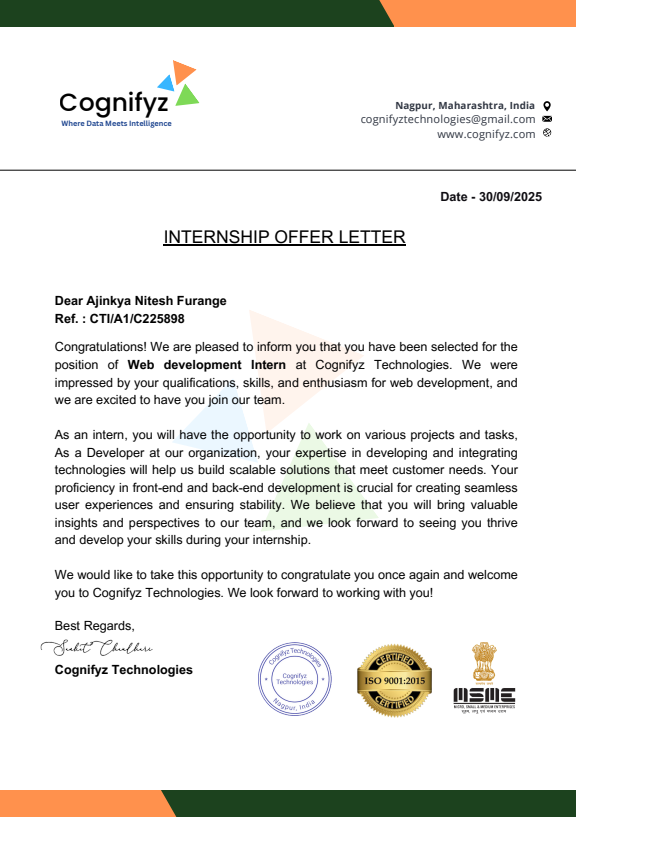 Cognifyz
Where Data Meets Intelligence
Nagpur, Maharashtra, India
cognifyztechnologies@gmail.com
www.cognifyz.com
Date - 30/09/2025
INTERNSHIP OFFER LETTER
Dear Ajinkya Nitesh Furange
Ref. : CTI/A1/C225898
Congratulations! We are pleased to inform you that you have been selected for the
position of Web development Intern at Cognifyz Technologies. We were
impressed by your qualifications, skills, and enthusiasm for web development, and
we are excited to have you join our team.
As an intern, you will have the opportunity to work on various projects and tasks,
As a Developer at our organization, your expertise in developing and integrating
technologies will help us build scalable solutions that meet customer needs. Your
proficiency in front-end and back-end development is crucial for creating seamless
user experiences and ensuring stability. We believe that you will bring valuable
insights and perspectives to our team, and we look forward to seeing you thrive
and develop your skills during your internship.
We would like to take this opportunity to congratulate you once again and welcome
you to Cognifyz Technologies. We look forward to working with you!
Best Regards,
Cognifyz Technologies
Cognifyz Technologies
Cognifyz
Technologies
Nagpur, India
CERTIFIED
ISO 9001:2015
CERTIFIED
MSME
MICRO, SMALL & MEDIUM ENTERPRISES
सूक्ष्म, लघु एवं मध्यम उद्यम